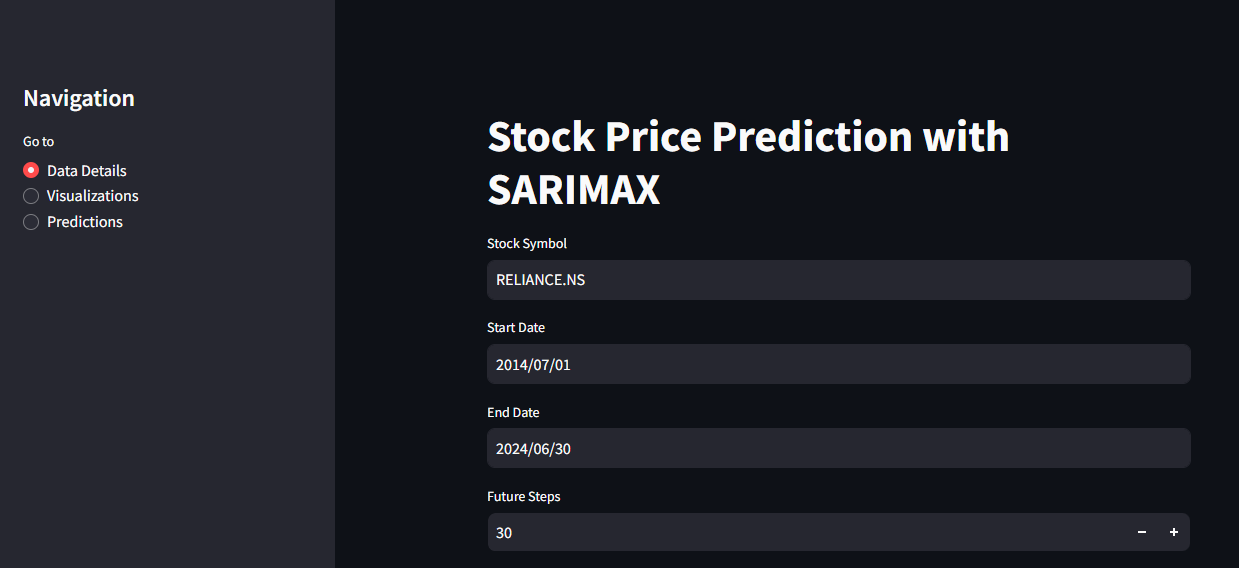 Navigation
Go to
Data Details
Visualizations
Predictions
Stock Price Prediction with
SARIMAX
Stock Symbol
RELIANCE.NS
Start Date
2014/07/01
End Date
2024/06/30
Future Steps
30